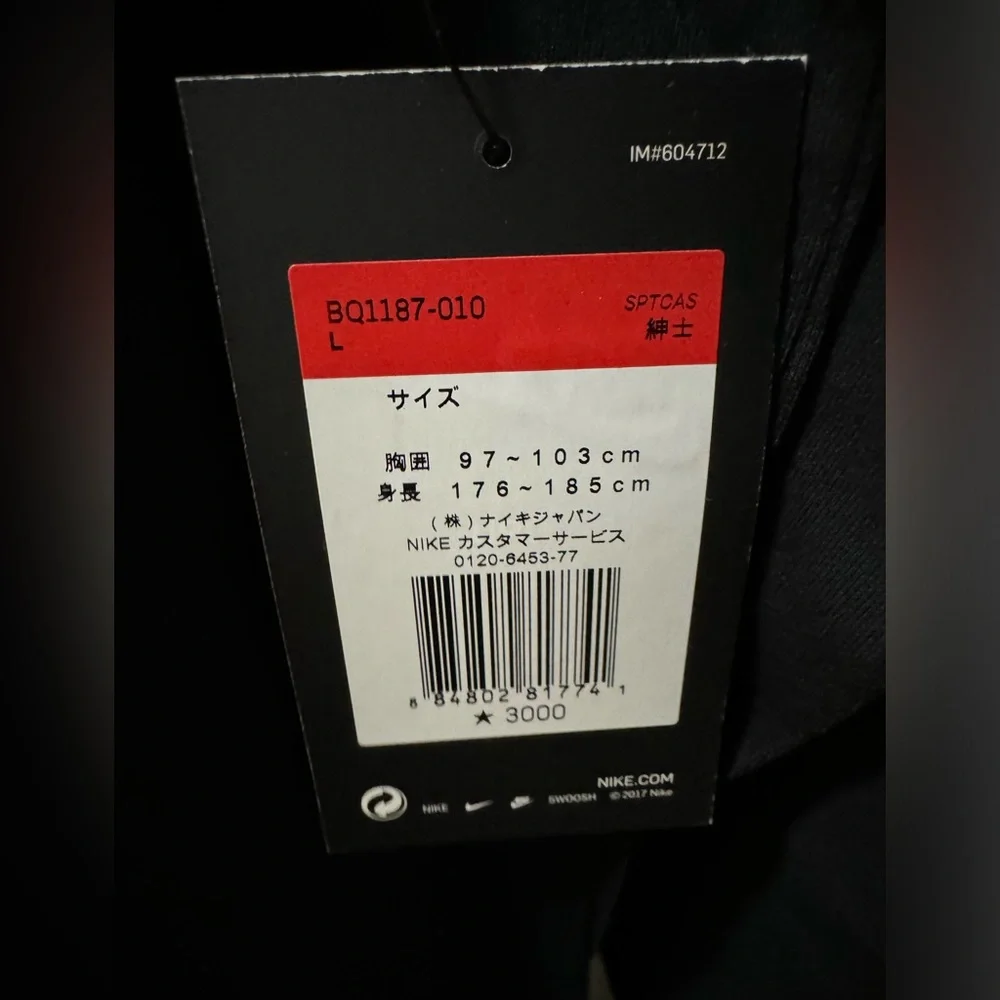 IM#604712
BQ1187-010
SPTCAS
L
紳士
サイズ
胸囲 97~103cm
身長 176~185cm
(株)ナイキジャパン
NIKE カスタマーサービス
0120-6453-77
8 84802 81774 1
★ 3000
NIKE.COM
NIKE SWOOSH © 2017 Nike